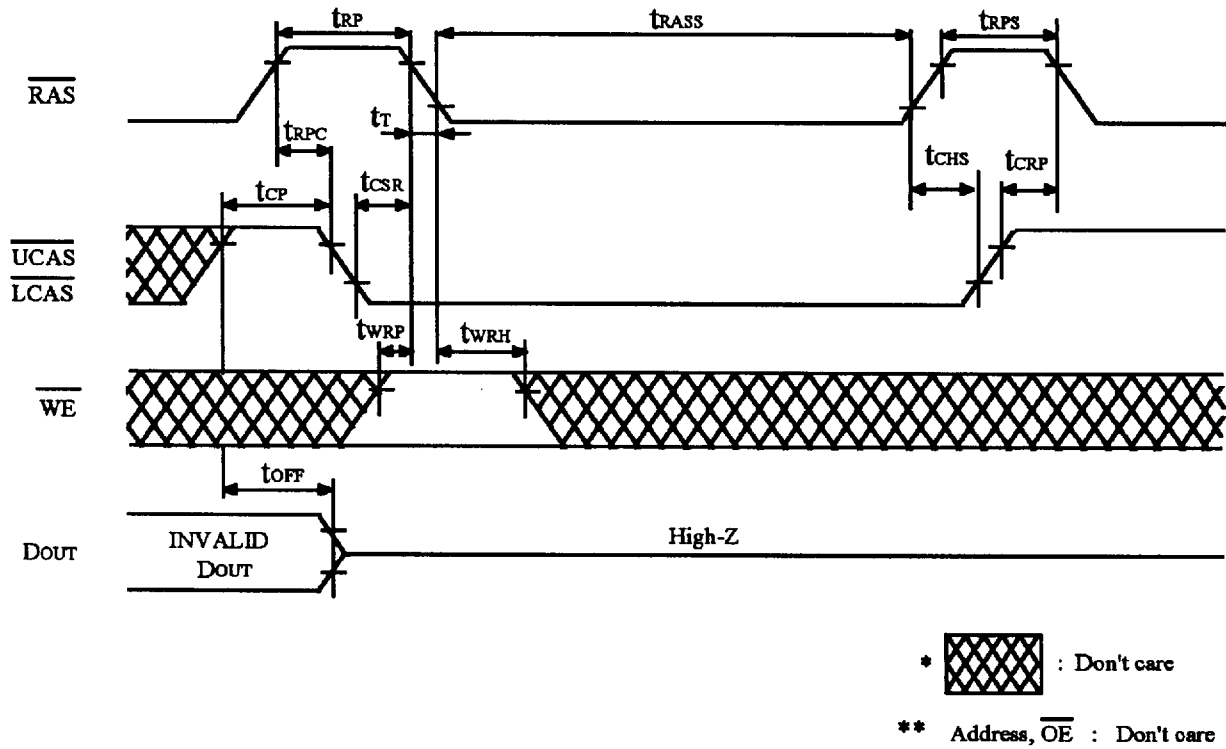 tRP
tRASS
tRPS
RAS
tT
tRPC
tCHS
tCRP
tCP
tCSR
UCAS
LCAS
tWRP
tWRH
WE
tOFF
DOUT
INVALID
DOUT
High-Z
* : Don't care
** Address, OE : Don't care